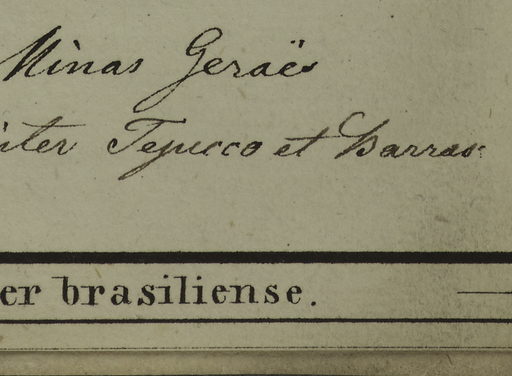 Minas Geraës
inter Tejucco et Barras
er brasiliense.